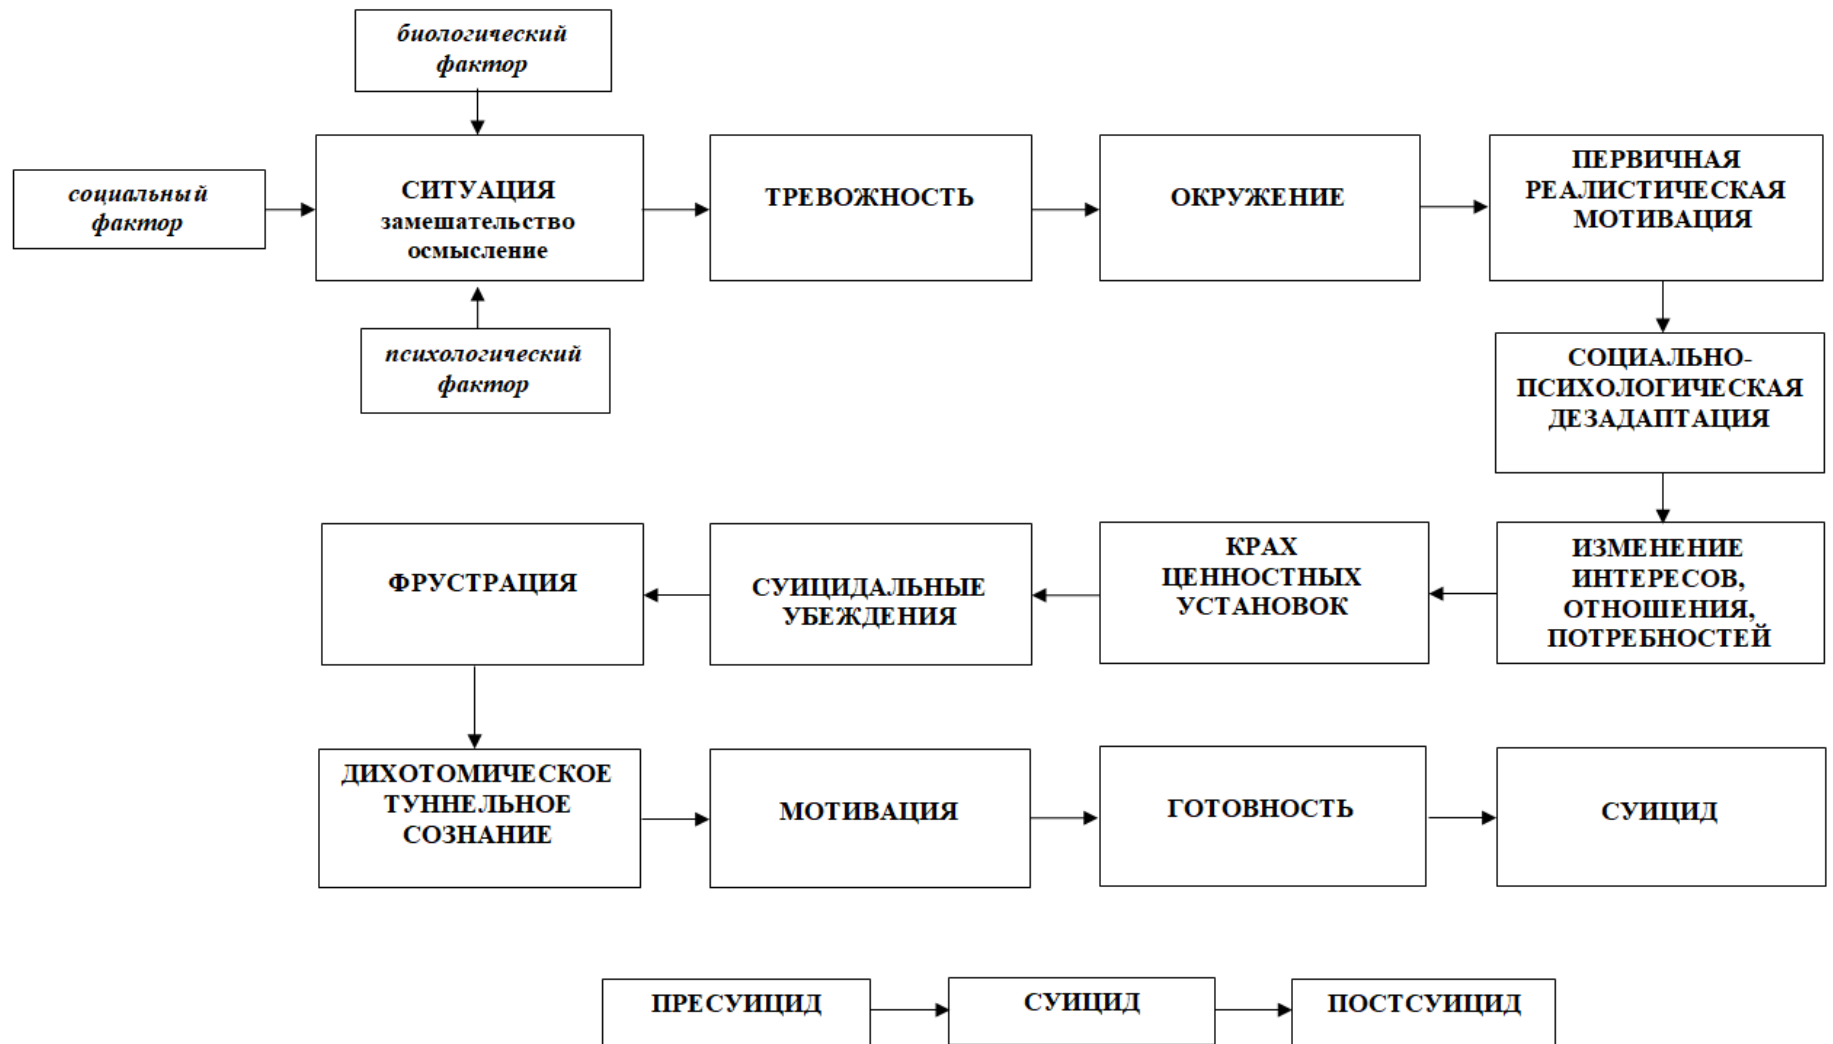 биологический
фактор
социальный
фактор
СИТУАЦИЯ
замешательство
осмысление
психологический
фактор
ТРЕВОЖНОСТЬ
ОКРУЖЕНИЕ
ПЕРВИЧНАЯ
РЕАЛИСТИЧЕСКАЯ
МОТИВАЦИЯ
СОЦИАЛЬНО-
ПСИХОЛОГИЧЕСКАЯ
ДЕЗАДАПТАЦИЯ
ИЗМЕНЕНИЕ
ИНТЕРЕСОВ,
ОТНОШЕНИЯ,
ПОТРЕБНОСТЕЙ
КРАХ
ЦЕННОСТНЫХ
УСТАНОВОК
СУИЦИДАЛЬНЫЕ
УБЕЖДЕНИЯ
ФРУСТРАЦИЯ
ДИХОТОМИЧЕСКОЕ
ТУННЕЛЬНОЕ
СОЗНАНИЕ
МОТИВАЦИЯ
ГОТОВНОСТЬ
СУИЦИД
ПРЕСУИЦИД
СУИЦИД
ПОСТСУИЦИД